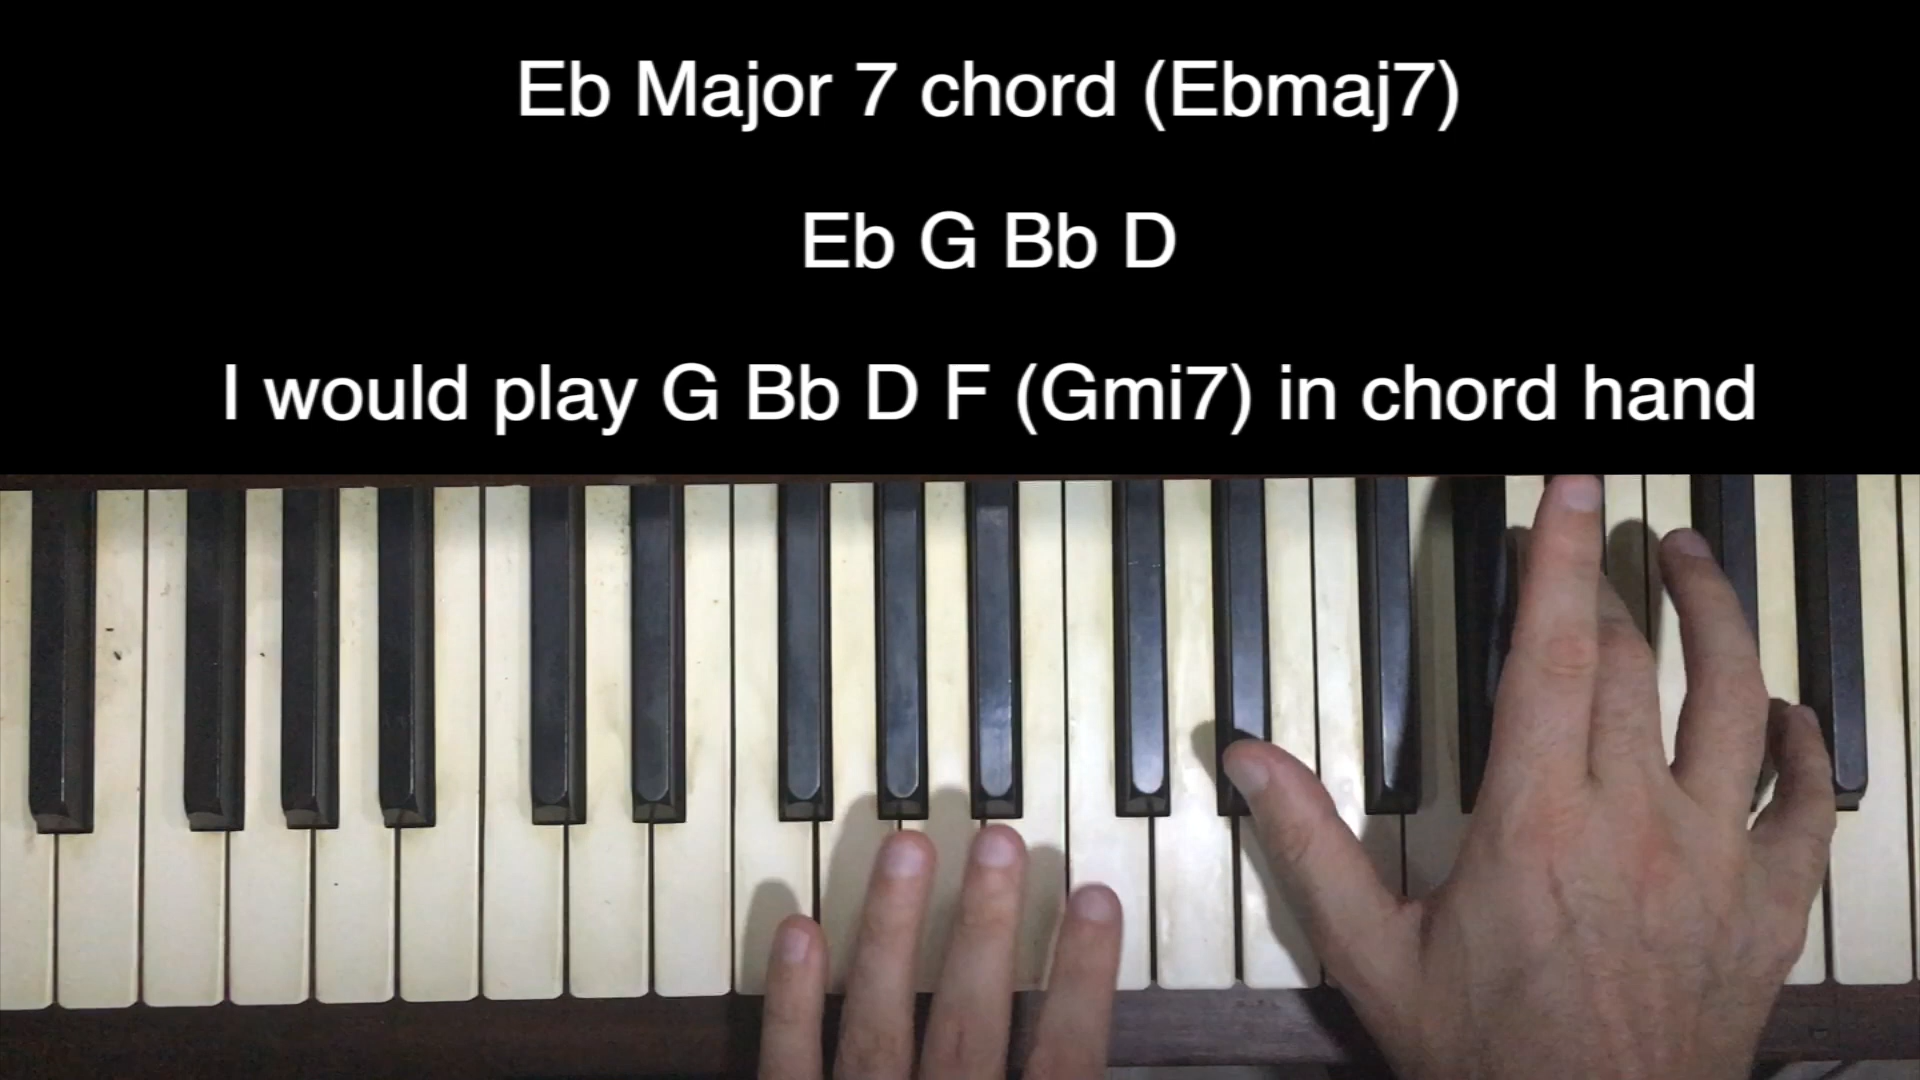 Eb Major 7 chord (Ebmaj7)
Eb G Bb D
I would play G Bb D F (Gmi7) in chord hand